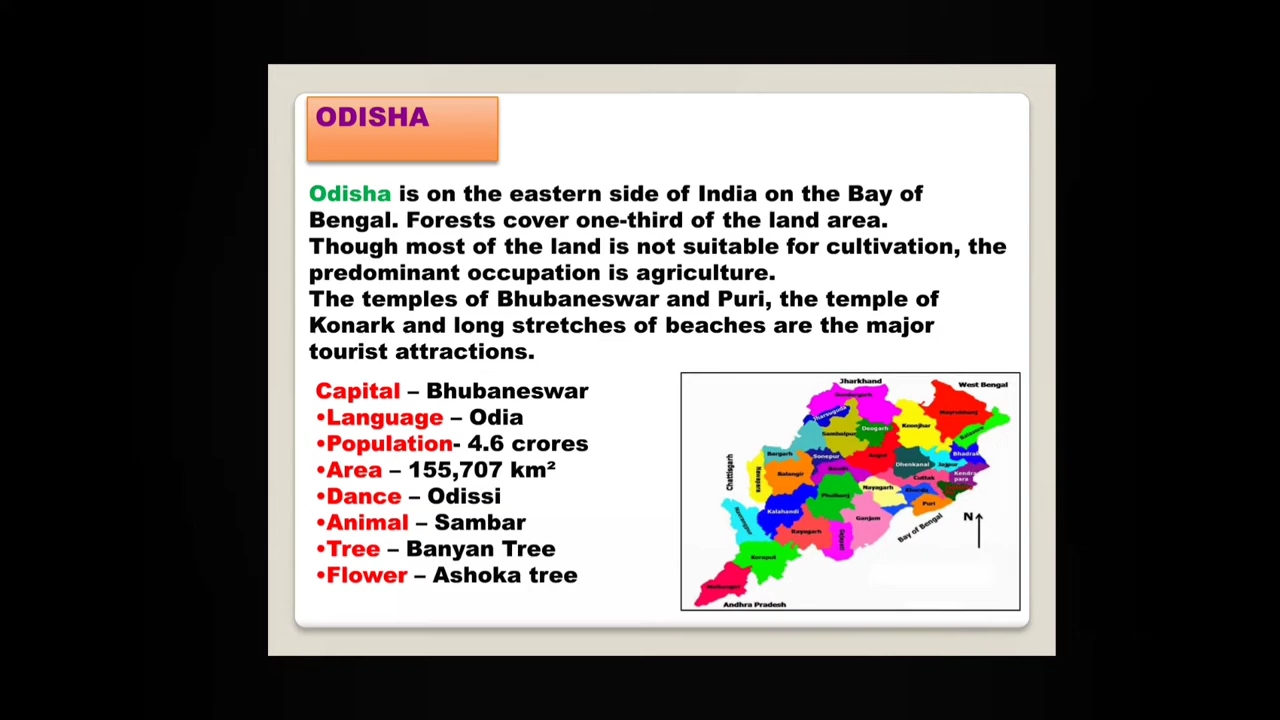 ODISHA
Odisha is on the eastern side of India on the Bay of
Bengal. Forests cover one-third of the land area.
Though most of the land is not suitable for cultivation, the
predominant occupation is agriculture.
The temples of Bhubaneswar and Puri, the temple of
Konark and long stretches of beaches are the major
tourist attractions.
Capital – Bhubaneswar
•Language – Odia
•Population- 4.6 crores
•Area – 155,707 km²
•Dance – Odissi
•Animal – Sambar
•Tree – Banyan Tree
•Flower – Ashoka tree
Jharkhand
West Bengal
Keonjhar
Sambalpur
Deogarh
Bargarh
Sonepur
Angul
Dhenkanal
Jajpur
Bhadrak
Balangir
Kendra
para
Cuttak
Chattisgarh
Nayagarh
Phulbani
Puri
Kalahandi
Ganjam
Rayagarh
Bay of Bengal
N
Koraput
Andhra Pradesh